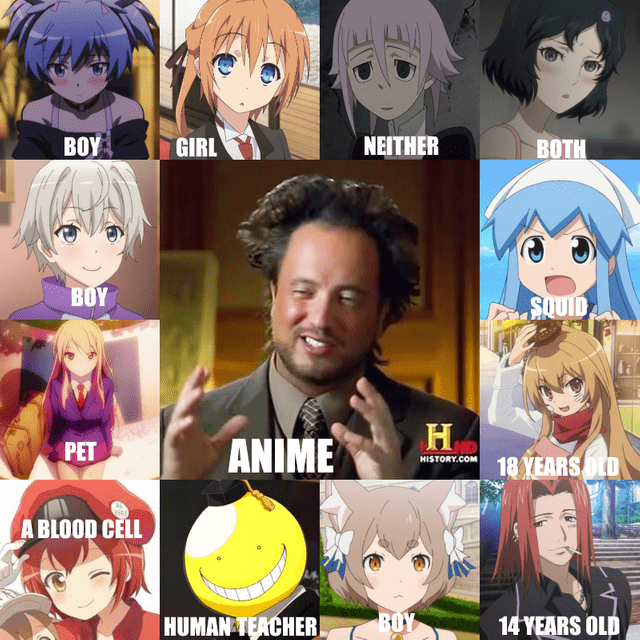 BOY
GIRL
NEITHER
BOTH
BOY
SQUID
PET
ANIME
H HD
HISTORY.COM
18 YEARS OLD
A BLOOD CELL
HUMAN TEACHER
BOY
14 YEARS OLD